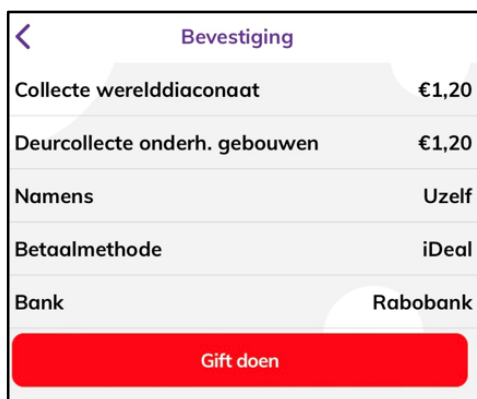 Bevestiging
Collecte werelddiaconaat €1,20
Deurcollecte onderh. gebouwen €1,20
Namens Uzelf
Betaalmethode iDeal
Bank Rabobank
Gift doen